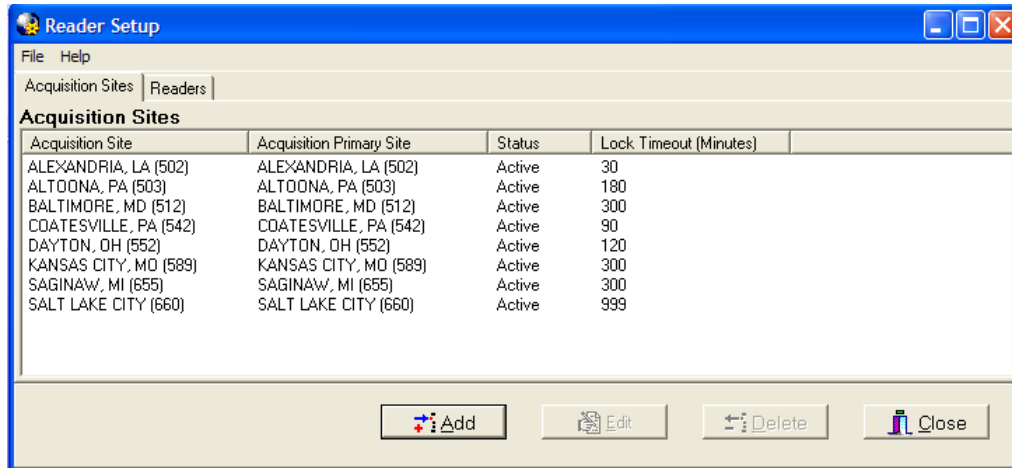 Reader Setup
File Help
Acquisition Sites Readers
Acquisition Sites
Acquisition Site Acquisition Primary Site Status Lock Timeout (Minutes)
ALEXANDRIA, LA (502) ALEXANDRIA, LA (502) Active 30
ALTOONA, PA (503) ALTOONA, PA (503) Active 180
BALTIMORE, MD (512) BALTIMORE, MD (512) Active 300
COATESVILLE, PA (542) COATESVILLE, PA (542) Active 90
DAYTON, OH (552) DAYTON, OH (552) Active 120
KANSAS CITY, MO (589) KANSAS CITY, MO (589) Active 300
SAGINAW, MI (655) SAGINAW, MI (655) Active 300
SALT LAKE CITY (660) SALT LAKE CITY (660) Active 999
Add Edit Delete Close